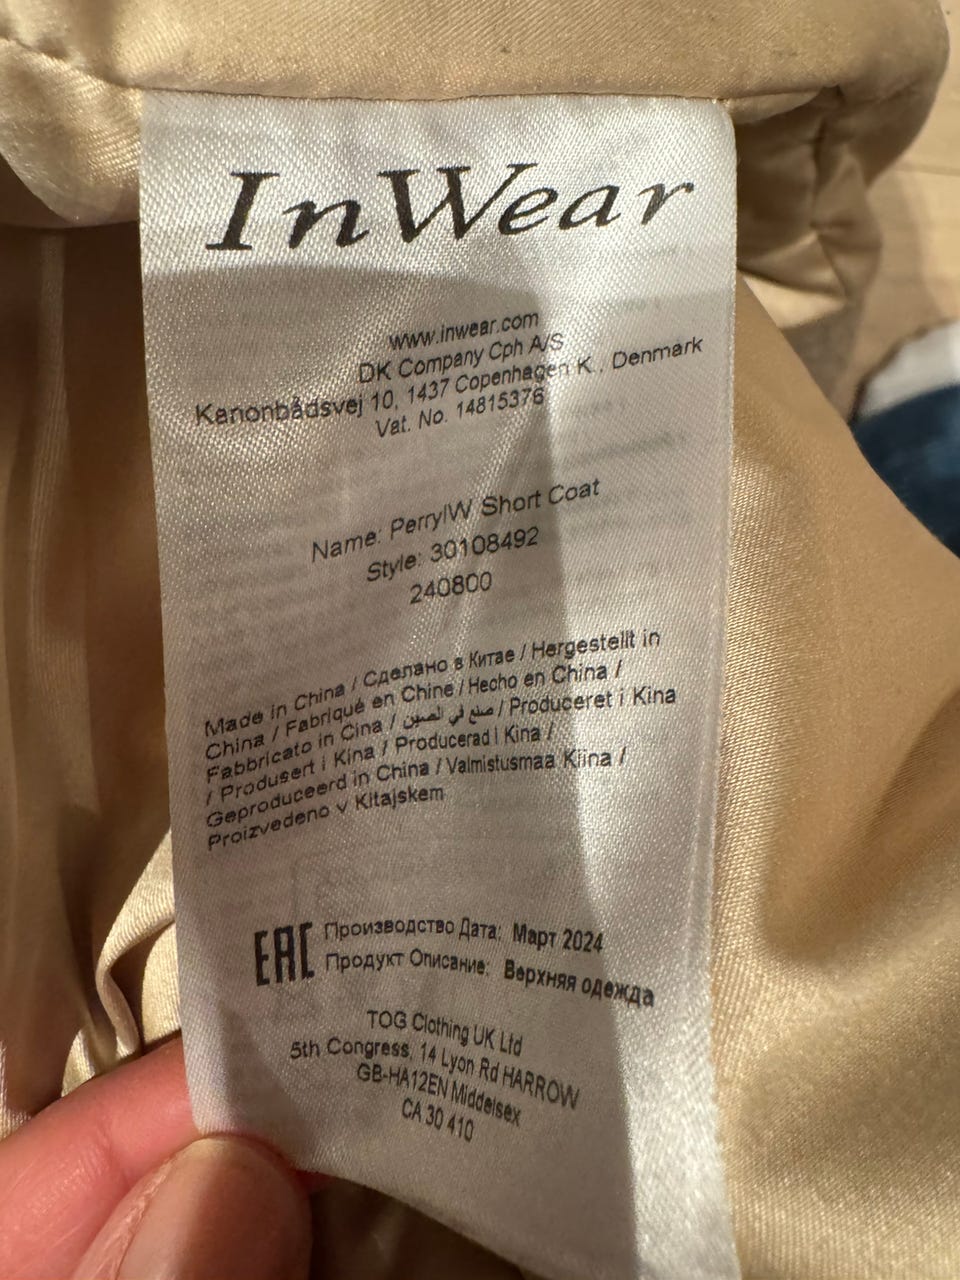 InWear
www.inwear.com
DK Company Cph A/S
Kanonbådsvej 10, 1437 Copenhagen K., Denmark
Vat. No. 14815376
Name: PerryIW Short Coat
Style: 30108492
240800
Made in China / Сделано в Китае / Hergestellt in
China / Fabriqué en Chine / Hecho en China /
Fabbricato in Cina / صنع في الصين / Produceret i Kina
/ Produsert i Kina / Producerad i Kina /
Geproduceerd in China / Valmistusmaa Kiina /
Proizvedeno v Kitajskem
EAC
Производство Дата: Март 2024
Продукт Описание: Верхняя одежда
TOG Clothing UK Ltd
5th Congress, 14 Lyon Rd HARROW
GB-HA12EN Middelsex
CA 30 410